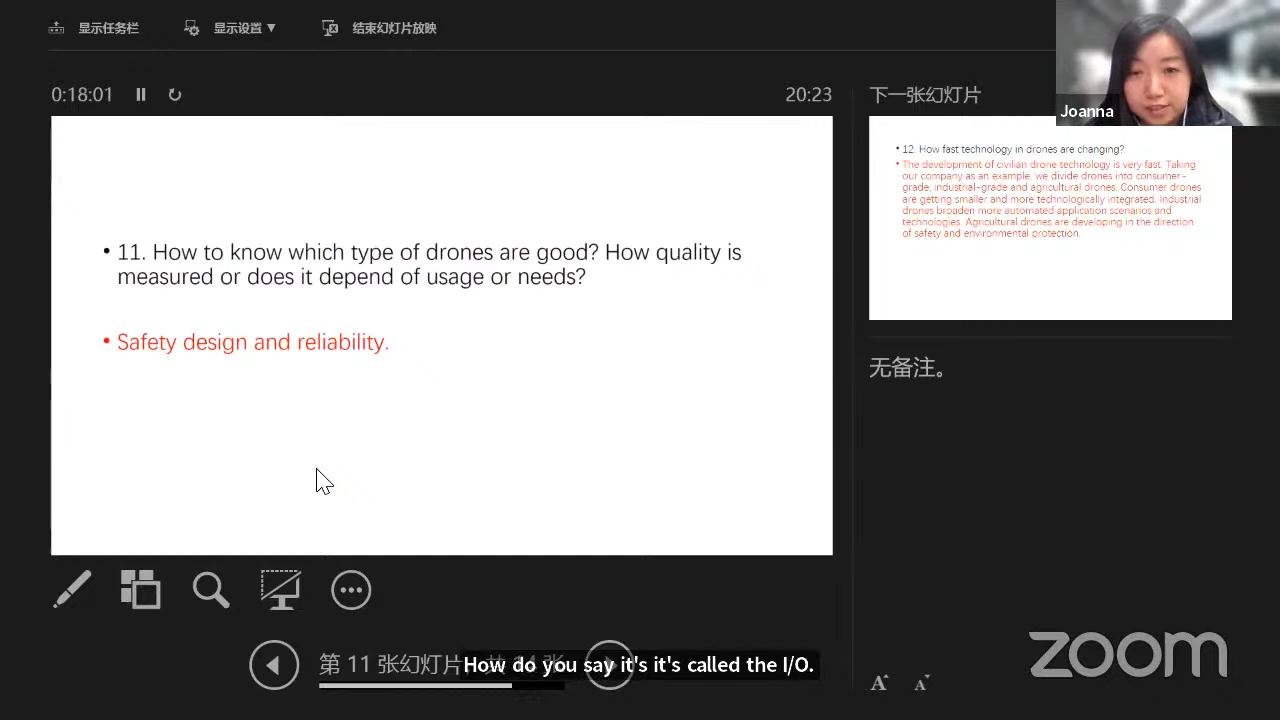 显示任务栏 显示设置 ▼ 结束幻灯片放映
0:18:01 20:23
下一张幻灯片
Joanna
• 11. How to know which type of drones are good? How quality is
measured or does it depend of usage or needs?
• Safety design and reliability.
• 12. How fast technology in drones are changing?
• The development of civilian drone technology is very fast. Taking
our company as an example, we divide drones into consumer-
grade, industrial-grade and agricultural drones. Consumer drones
are getting smaller and more technologically integrated. Industrial
drones broaden more automated application scenarios and
technologies. Agricultural drones are developing in the direction
of safety and environmental protection.
无备注。
第 11 张幻灯片
How do you say it's it's called the I/O.
zoom
A A